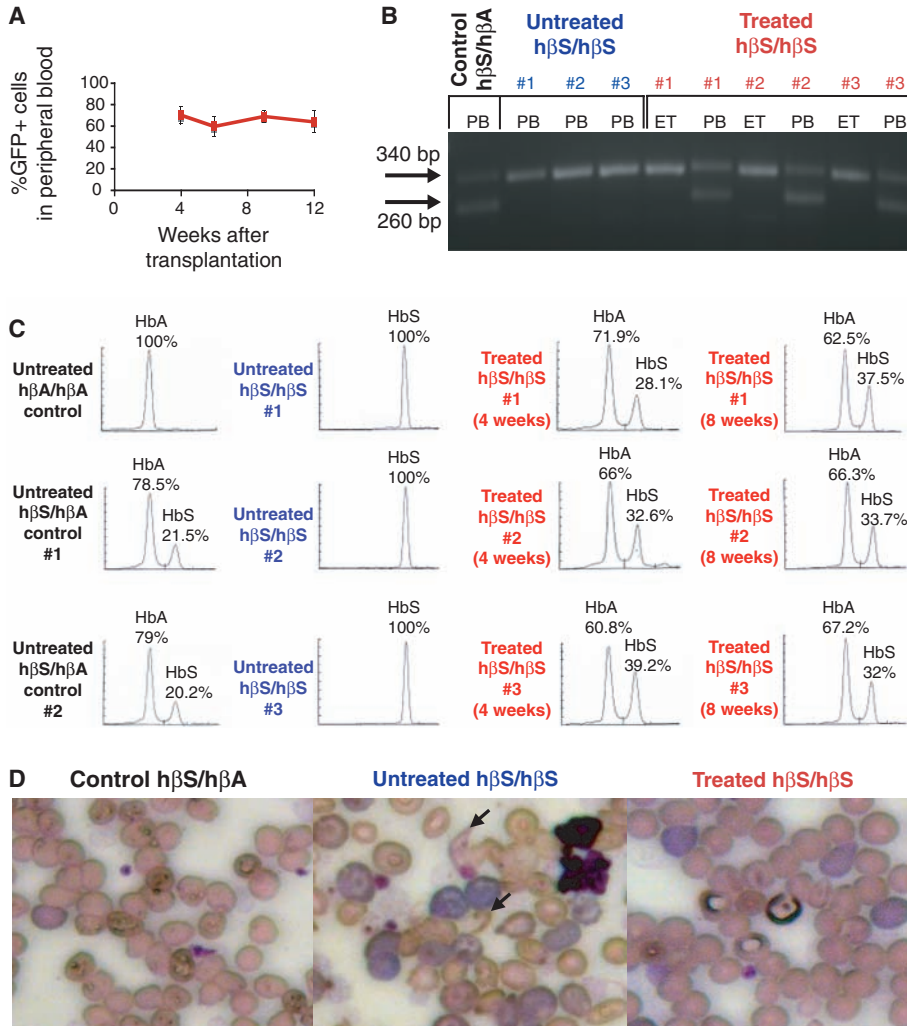 A
%GFP+ cells
in peripheral blood
100
80
60
40
20
0
0 4 8 12
Weeks after
transplantation
B
Control
hβS/hβA
Untreated
hβS/hβS
Treated
hβS/hβS
#1 #2 #3 #1 #1 #2 #2 #3 #3
PB PB PB PB ET PB ET PB ET PB
340 bp
260 bp
C
Untreated
hβA/hβA
control
HbA
100%
Untreated
hβS/hβS
#1
HbS
100%
Treated
hβS/hβS
#1
(4 weeks)
HbA
71.9%
HbS
28.1%
Treated
hβS/hβS
#1
(8 weeks)
HbA
62.5%
HbS
37.5%
Untreated
hβS/hβA
control
#1
HbA
78.5%
HbS
21.5%
Untreated
hβS/hβS
#2
HbS
100%
Treated
hβS/hβS
#2
(4 weeks)
HbA
66%
HbS
32.6%
Treated
hβS/hβS
#2
(8 weeks)
HbA
66.3%
HbS
33.7%
Untreated
hβS/hβA
control
#2
HbA
79%
HbS
20.2%
Untreated
hβS/hβS
#3
HbS
100%
Treated
hβS/hβS
#3
(4 weeks)
HbA
60.8%
HbS
39.2%
Treated
hβS/hβS
#3
(8 weeks)
HbA
67.2%
HbS
32%
D
Control hβS/hβA
Untreated hβS/hβS
Treated hβS/hβS